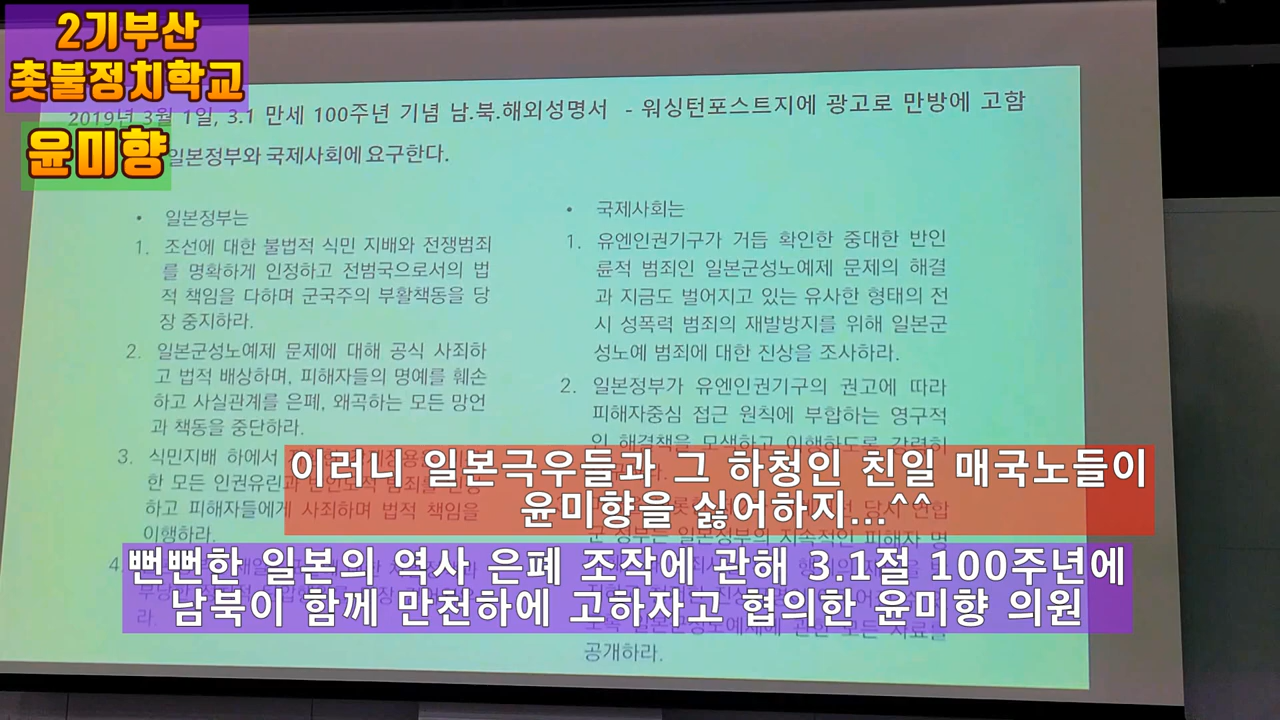 2기부산
촛불정치학교
윤미향
2019년 3월 1일, 3.1 만세 100주년 기념 남.북.해외성명서 - 워싱턴포스트지에 광고로 만방에 고함
일본정부와 국제사회에 요구한다.
• 일본정부는
1. 조선에 대한 불법적 식민 지배와 전쟁범죄
를 명확하게 인정하고 전범국으로서의 법
적 책임을 다하며 군국주의 부활책동을 당
장 중지하라.
2. 일본군성노예제 문제에 대해 공식 사죄하
고 법적 배상하며, 피해자들의 명예를 훼손
하고 사실관계를 은폐, 왜곡하는 모든 망언
과 책동을 중단하라.
3. 식민지배 하에서
한 모든 인권유린과
하고 피해자들에게 사죄하며 법적 책임을
이행하라.
4.
라.
• 국제사회는
1. 유엔인권기구가 거듭 확인한 중대한 반인
륜적 범죄인 일본군성노예제 문제의 해결
과 지금도 벌어지고 있는 유사한 형태의 전
시 성폭력 범죄의 재발방지를 위해 일본군
성노예 범죄에 대한 진상을 조사하라.
2. 일본정부가 유엔인권기구의 권고에 따라
피해자중심 접근 원칙에 부합하는 영구적
인 해결책을 모색하고 이행하도록 강력히
공개하라.
이러니 일본극우들과 그 하청인 친일 매국노들이
윤미향을 싫어하지...^^
뻔뻔한 일본의 역사 은폐 조작에 관해 3.1절 100주년에
남북이 함께 만천하에 고하자고 협의한 윤미향 의원